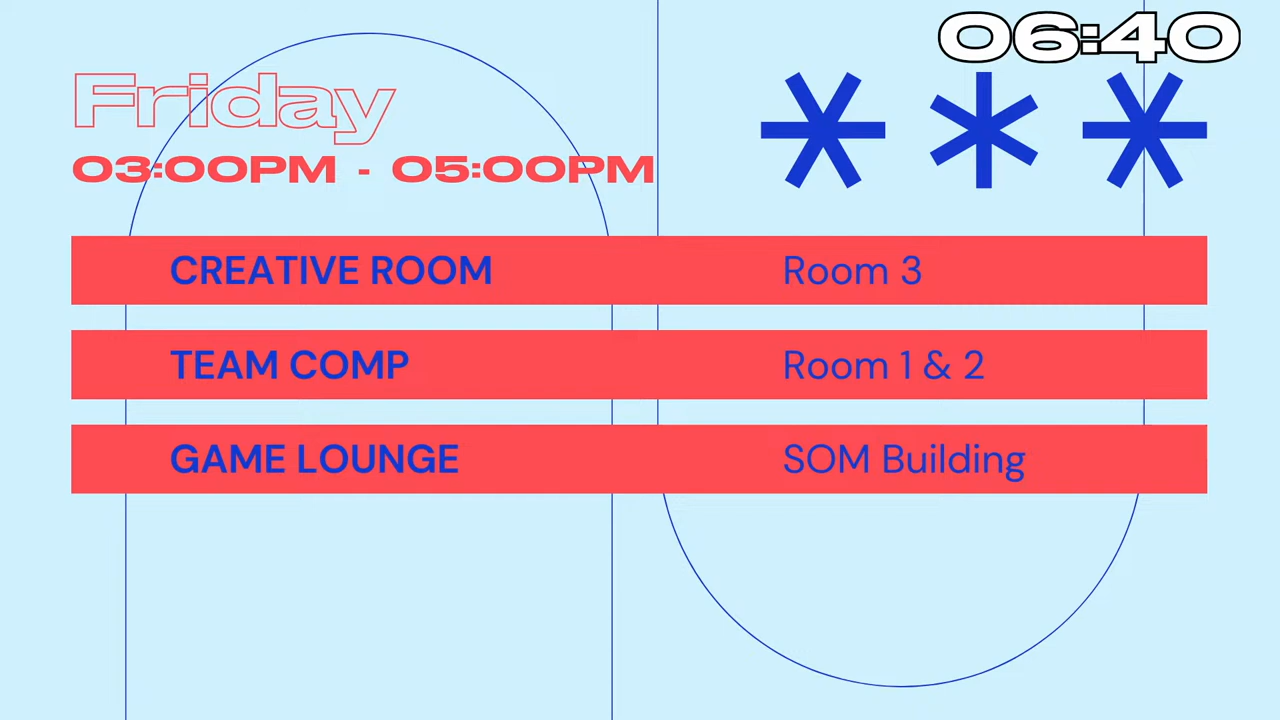 06:40
Friday
03:00PM - 05:00PM
CREATIVE ROOM Room 3
TEAM COMP Room 1 & 2
GAME LOUNGE SOM Building